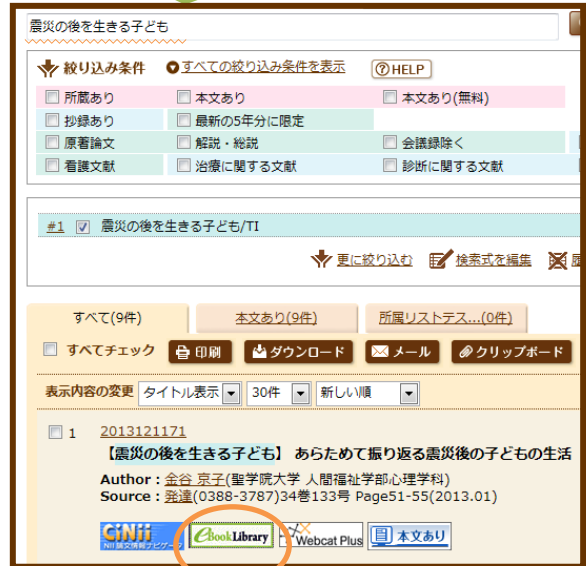 震災の後を生きる子ども
絞り込み条件 すべての絞り込み条件を表示 ?HELP
所蔵あり 本文あり 本文あり(無料)
抄録あり 最新の5年分に限定
原著論文 解説・総説 会議録除く
看護文献 治療に関する文献 診断に関する文献
#1 震災の後を生きる子ども/TI
更に絞り込む 検索式を編集
すべて(9件) 本文あり(9件) 所属リストテス...(0件)
すべてチェック 印刷 ダウンロード メール クリップボード
表示内容の変更 タイトル表示 30件 新しい順
1 2013121171
【震災の後を生きる子ども】 あらためて振り返る震災後の子どもの生活
Author : 金谷 京子(聖学院大学 人間福祉学部心理学科)
Source : 発達(0388-3787)34巻133号 Page51-55(2013.01)
CiNii NII論文情報ナビゲータ eBookLibrary Webcat Plus 本文あり